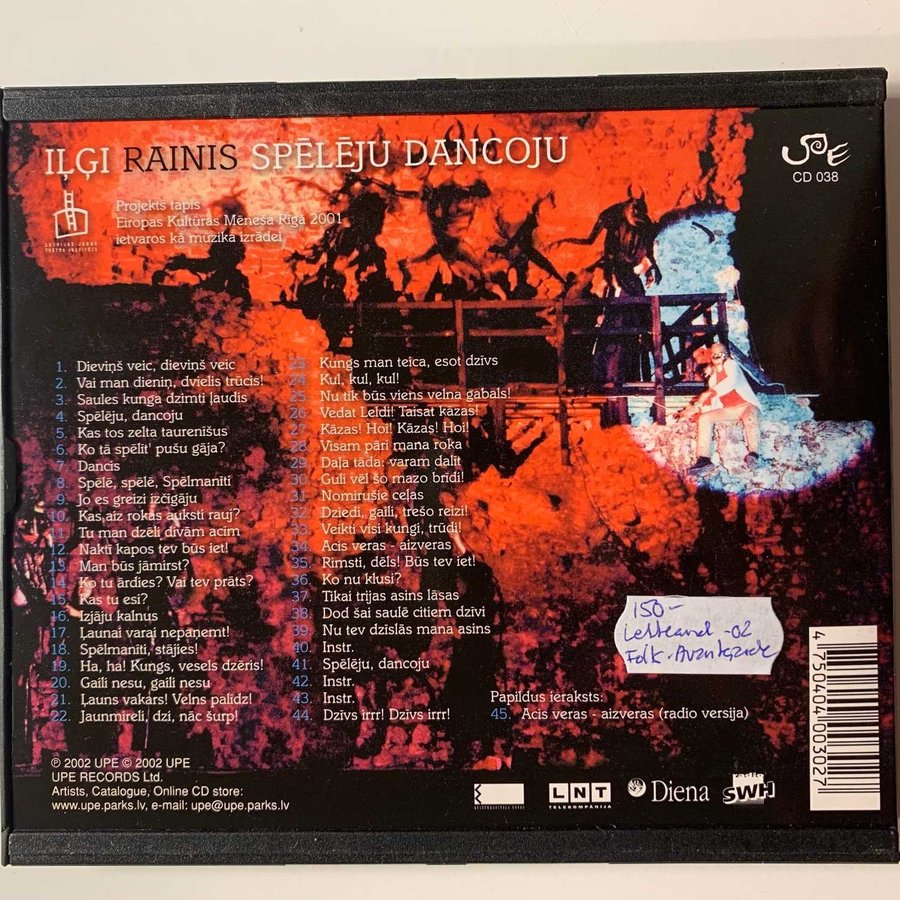 IĻĢI RAINIS SPĒLĒJU DANCOJU
UPE
CD 038
Projekts tapis
Eiropas Kultūras Mēneša Rīgā 2001
ietvaros kā mūzika izrādei
1. Dieviņš veic, dieviņš veic
2. Vai man dieniņ, dvielis trūcis!
3. Saules kunga dzimti ļaudis
4. Spēlēju, dancoju
5. Kas tos zelta taurenīšus
6. Ko tā spēlīt' pušu gāja?
7. Dancis
8. Spēlē, spēlē, Spēlmanīti
9. Jo es greizi izčīgāju
10. Kas aiz rokas auksti rauj?
11. Tu man dzēli divām acīm
12. Naktī kapos tev būs iet!
13. Man būs jāmirst?
14. Ko tu ārdies? Vai tev prāts?
15. Kas tu esi?
16. Izjāju kalnus
17. Ļaunai varai nepaņemt!
18. Spēlmanīti, stājies!
19. Ha, ha! Kungs, vesels dzēris!
20. Gaili nesu, gaili nesu
21. Ļauns vakars! Velns palīdz!
22. Jaunmirēli, dzi, nāc šurp!
23. Kungs man teica, esot dzīvs
24. Kul, kul, kul!
25. Nu tik būs viens velna gabals!
26. Vedat Leldi! Taisat kāzas!
27. Kāzas! Hoi! Kāzas! Hoi!
28. Visam pāri mana roka
29. Daļa tāda: varam dalīt
30. Guli vēl šo mazo brīdi!
31. Nomirušie ceļas
32. Dziedi, gaili, trešo reizi!
33. Veikti visi kungi, trūdi!
34. Acis veras - aizveras
35. Rimsti, dēls! Būs tev iet!
36. Ko nu klusi?
37. Tikai trijas asins lāsas
38. Dod šai saulē citiem dzīvi
39. Nu tev dzīslās mana asins
40. Instr.
41. Spēlēju, dancoju
42. Instr.
43. Instr.
44. Dzīvs irrr! Dzīvs irrr!
Papildus ieraksts:
45. Acis veras - aizveras (radio versija)
150-
Lettland -02
Folk-Avantgarde
4 750404 003027
℗ 2002 UPE © 2002 UPE
UPE RECORDS Ltd.
Artists, Catalogue, Online CD store:
www.upe.parks.lv, e-mail: upe@upe.parks.lv
LNT
TELEKOMPĀNIJA
Diena
SWH